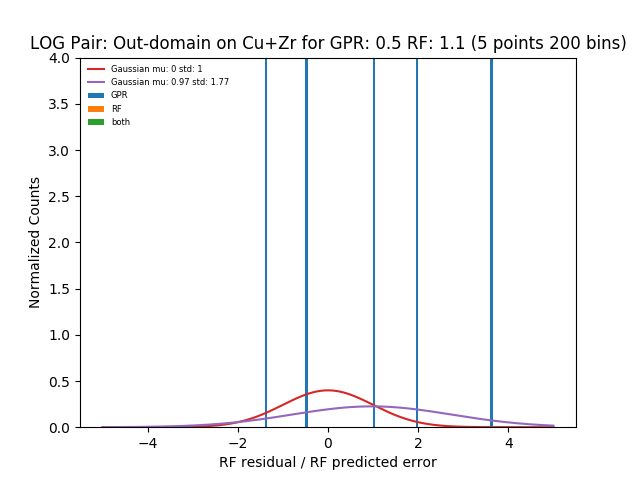 LOG Pair: Out-domain on Cu+Zr for GPR: 0.5 RF: 1.1 (5 points 200 bins)
Gaussian mu: 0 std: 1
Gaussian mu: 0.97 std: 1.77
GPR
RF
both
Normalized Counts
4.0
3.5
3.0
2.5
2.0
1.5
1.0
0.5
0.0
−4 −2 0 2 4
RF residual / RF predicted error